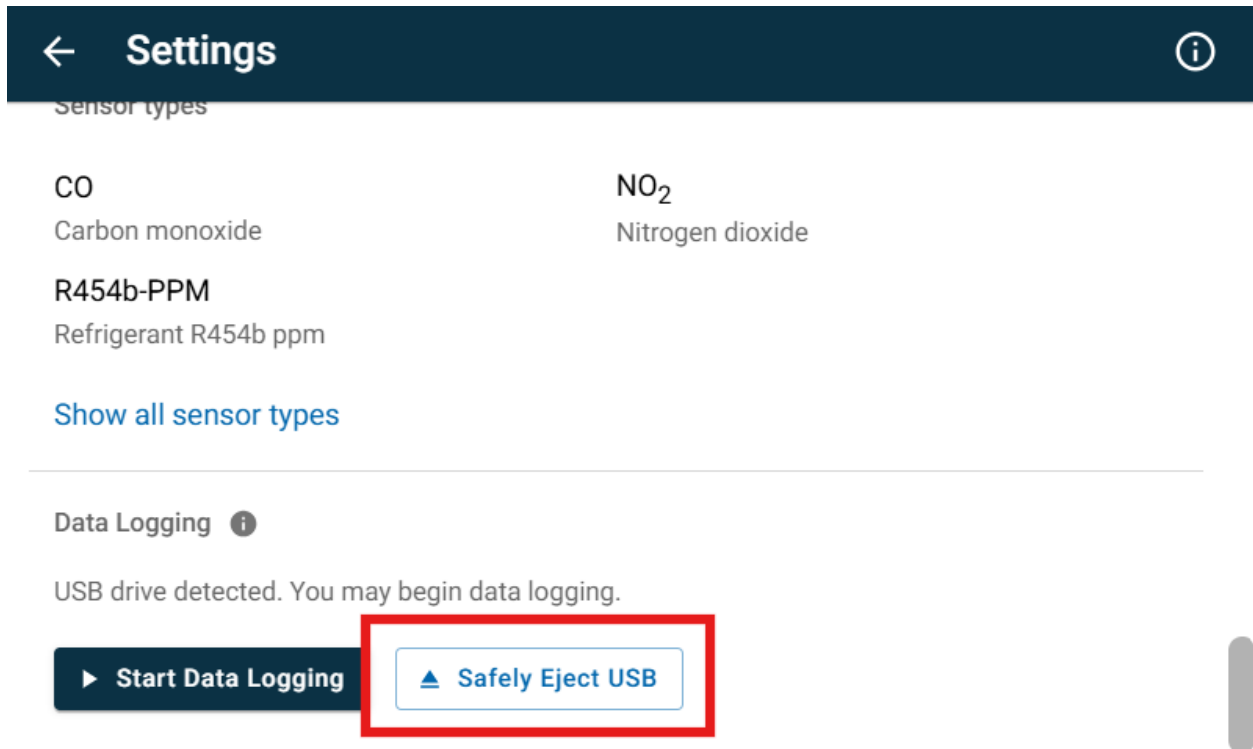 Settings
Sensor types
CO
NO₂
Carbon monoxide
Nitrogen dioxide
R454b-PPM
Refrigerant R454b ppm
Show all sensor types
Data Logging
USB drive detected. You may begin data logging.
Start Data Logging
Safely Eject USB